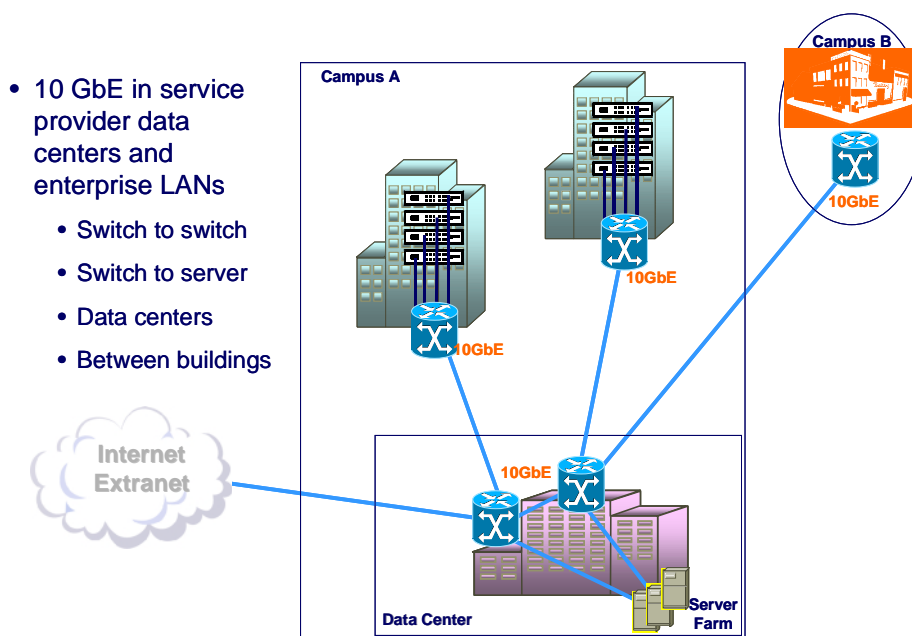 • 10 GbE in service
provider data
centers and
enterprise LANs
• Switch to switch
• Switch to server
• Data centers
• Between buildings
Internet
Extranet
Campus A
10GbE
10GbE
10GbE
Data Center
Server
Farm
Campus B
10GbE